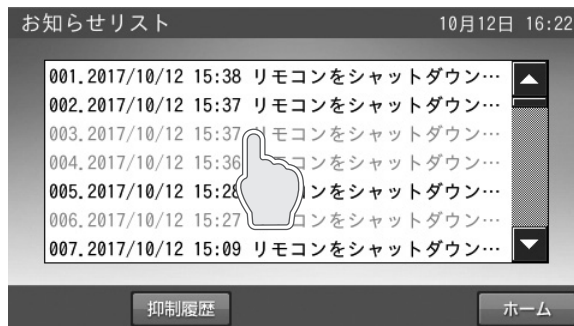 お知らせリスト 10月12日 16:22
001.2017/10/12 15:38 リモコンをシャットダウン…
002.2017/10/12 15:37 リモコンをシャットダウン…
003.2017/10/12 15:37 モコンをシャットダウン…
004.2017/10/12 15:36 コンをシャットダウン…
005.2017/10/12 15:28 ンをシャットダウン…
006.2017/10/12 15:27 コンをシャットダウン…
007.2017/10/12 15:09 リモコンをシャットダウン…
抑制履歴 ホーム